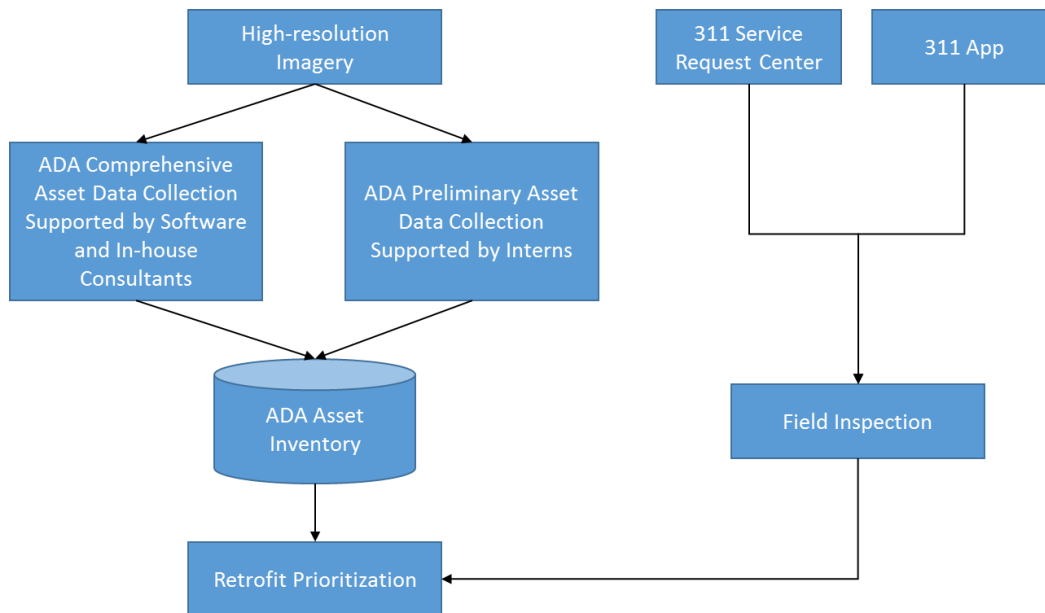 High-resolution
Imagery
311 Service
Request Center
311 App
ADA Comprehensive
Asset Data Collection
Supported by Software
and In-house
Consultants
ADA Preliminary Asset
Data Collection
Supported by Interns
ADA Asset
Inventory
Field Inspection
Retrofit Prioritization